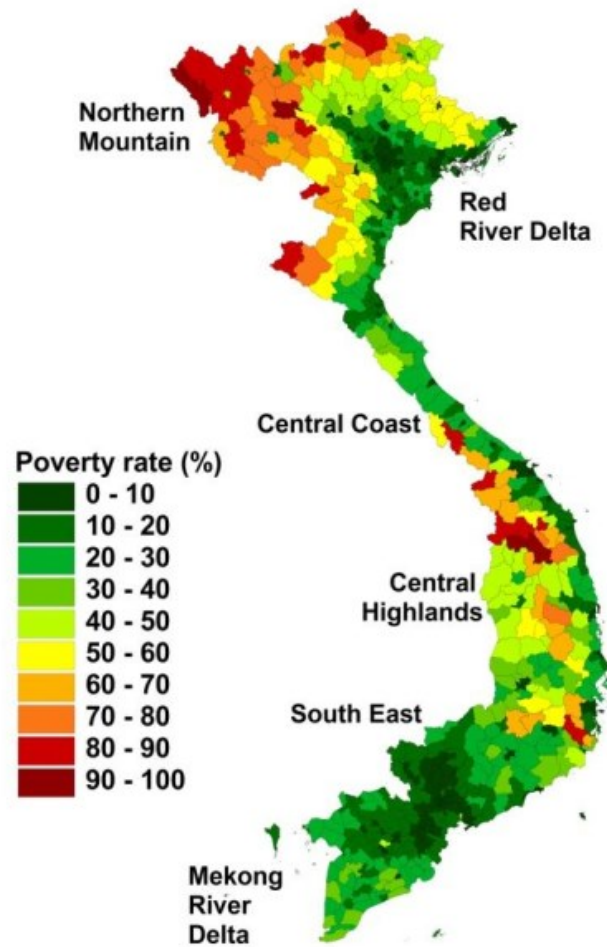 Northern
Mountain
Red
River Delta
Central Coast
Poverty rate (%)
0 - 10
10 - 20
20 - 30
30 - 40
40 - 50
50 - 60
60 - 70
70 - 80
80 - 90
90 - 100
Central
Highlands
South East
Mekong
River
Delta